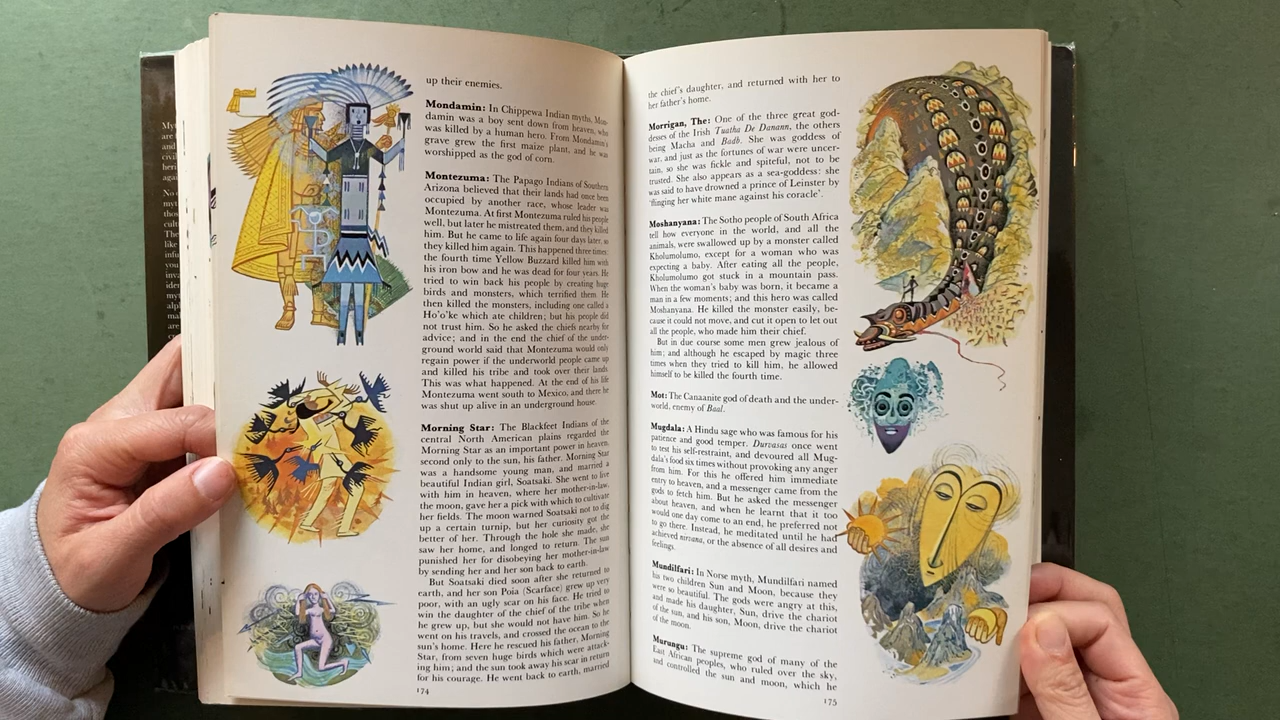 up their enemies.
Mondamin: In Chippewa Indian myths, Mon-
damin was a boy sent down from heaven, who
was killed by a human hero. From Mondamin's
grave grew the first maize plant, and he was
worshipped as the god of corn.
Montezuma: The Papago Indians of Southern
Arizona believed that their lands had once been
occupied by another race, whose leader was
Montezuma. At first Montezuma ruled his people
well, but later he mistreated them, and they killed
him. But he came to life again four days later, so
they killed him again. This happened three times:
the fourth time Yellow Buzzard killed him with
his iron bow and he was dead for four years. He
tried to win back his people by creating huge
birds and monsters, which terrified them. He
then killed the monsters, including one called a
Ho'o'ke which ate children; but his people did
not trust him. So he asked the chiefs nearby for
advice; and in the end the chief of the under-
ground world said that Montezuma would only
regain power if the underworld people came up
and killed his tribe and took over their lands.
This was what happened. At the end of his life
Montezuma went south to Mexico, and there he
was shut up alive in an underground house.
Morning Star: The Blackfeet Indians of the
central North American plains regarded the
Morning Star as an important power in heaven,
second only to the sun, his father. Morning Star
was a handsome young man, and married a
beautiful Indian girl, Soatsaki. She went to live
with him in heaven, where her mother-in-law,
the moon, gave her a pick with which to cultivate
her fields. The moon warned Soatsaki not to dig
up a certain turnip, but her curiosity got the
better of her. Through the hole she made, she
saw her home, and longed to return. The sun
punished her for disobeying her mother-in-law
by sending her and her son back to earth.
But Soatsaki died soon after she returned to
earth, and her son Poia (Scarface) grew up very
poor, with an ugly scar on his face. He tried to
win the daughter of the chief of the tribe when
he grew up, but she would not have him. So he
went on his travels, and crossed the ocean to the
sun's home. Here he rescued his father, Morning
Star, from seven huge birds which were attack-
ing him; and the sun took away his scar in return
for his courage. He went back to earth, married
174
the chief's daughter, and returned with her to
her father's home.
Morrigan, The: One of the three great god-
desses of the Irish Tuatha De Danann, the others
being Macha and Badb. She was goddess of
war, and just as the fortunes of war were uncer-
tain, so she was fickle and spiteful, not to be
trusted. She also appears as a sea-goddess: she
was said to have drowned a prince of Leinster by
'flinging her white mane against his coracle'.
Moshanyana: The Sotho people of South Africa
tell how everyone in the world, and all the
animals, were swallowed up by a monster called
Kholumolumo, except for a woman who was
expecting a baby. After eating all the people,
Kholumolumo got stuck in a mountain pass.
When the woman's baby was born, it became a
man in a few moments; and this hero was called
Moshanyana. He killed the monster easily, be-
cause it could not move, and cut it open to let out
all the people, who made him their chief.
But in due course some men grew jealous of
him; and although he escaped by magic three
times when they tried to kill him, he allowed
himself to be killed the fourth time.
Mot: The Canaanite god of death and the under-
world, enemy of Baal.
Mugdala: A Hindu sage who was famous for his
patience and good temper. Durvasas once went
to test his self-restraint, and devoured all Mug-
dala's food six times without provoking any anger
from him. For this he offered him immediate
entry to heaven, and a messenger came from the
gods to fetch him. But he asked the messenger
about heaven, and when he learnt that it too
would one day come to an end, he preferred not
to go there. Instead, he meditated until he had
achieved nirvana, or the absence of all desires and
feelings.
Mundilfari: In Norse myth, Mundilfari named
his two children Sun and Moon, because they
were so beautiful. The gods were angry at this,
and made his daughter, Sun, drive the chariot
of the sun, and his son, Moon, drive the chariot
of the moon.
Murungu: The supreme god of many of the
East African peoples, who ruled over the sky,
and controlled the sun and moon, which he
175